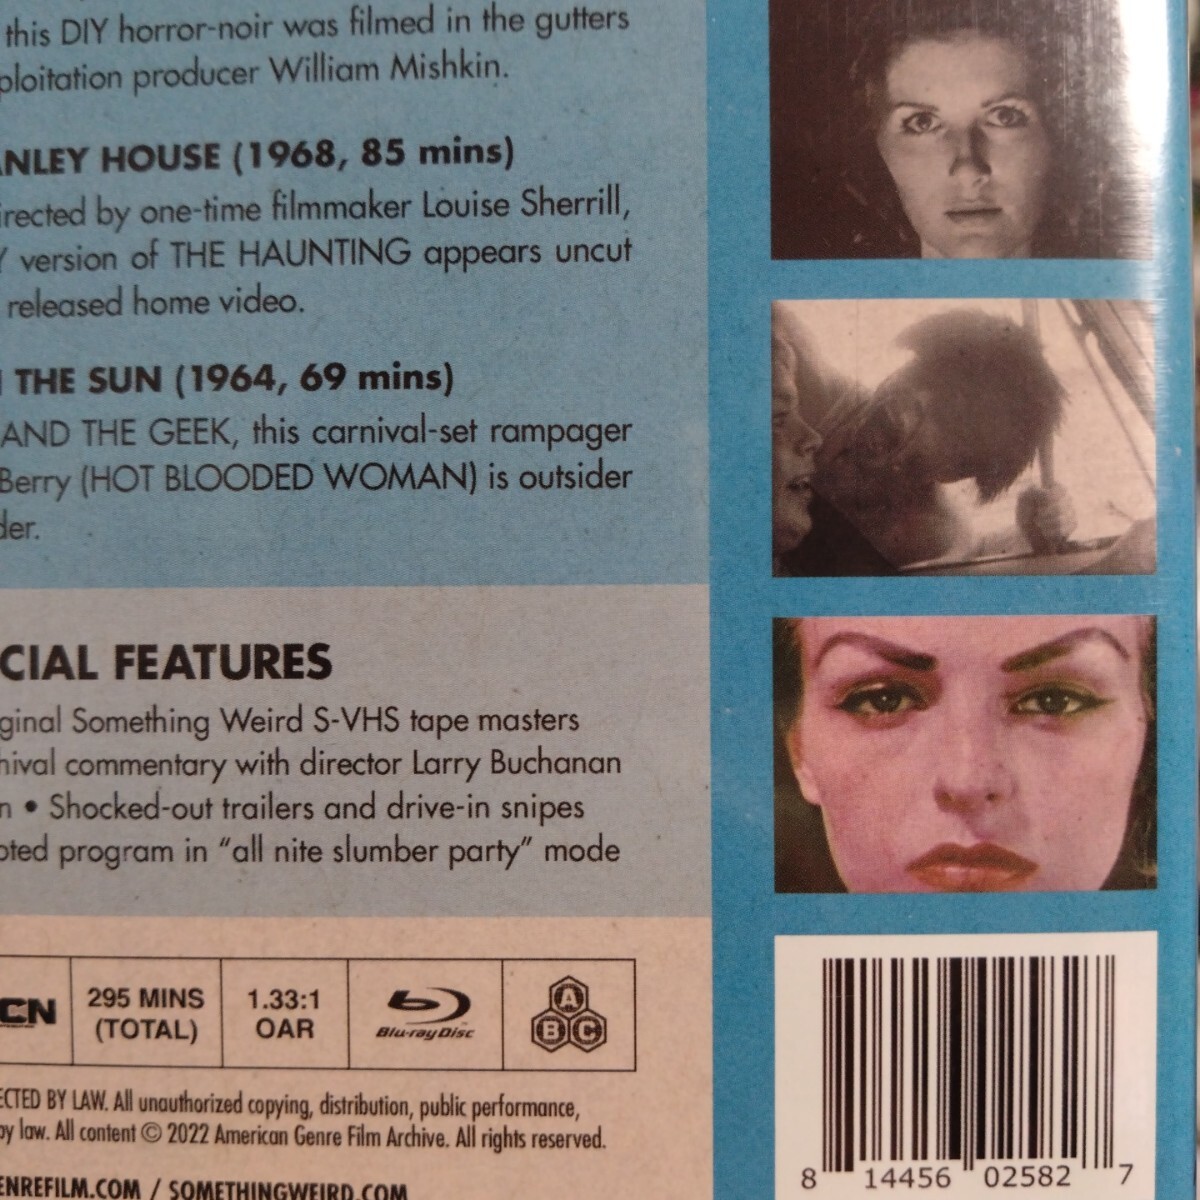 this DIY horror-noir was filmed in the gutters
ploitation producer William Mishkin.
ANLEY HOUSE (1968, 85 mins)
irected by one-time filmmaker Louise Sherrill,
Y version of THE HAUNTING appears uncut
released home video.
THE SUN (1964, 69 mins)
AND THE GEEK, this carnival-set rampager
Berry (HOT BLOODED WOMAN) is outsider
der.
CIAL FEATURES
ginal Something Weird S-VHS tape masters
hival commentary with director Larry Buchanan
n • Shocked-out trailers and drive-in snipes
oted program in “all nite slumber party” mode
CN
295 MINS
(TOTAL)
1.33:1
OAR
Blu-ray Disc
A
B C
ECTED BY LAW. All unauthorized copying, distribution, public performance,
by law. All content © 2022 American Genre Film Archive. All rights reserved.
ENREFILM.COM / SOMETHINGWEIRD.COM
8 14456 02582 7